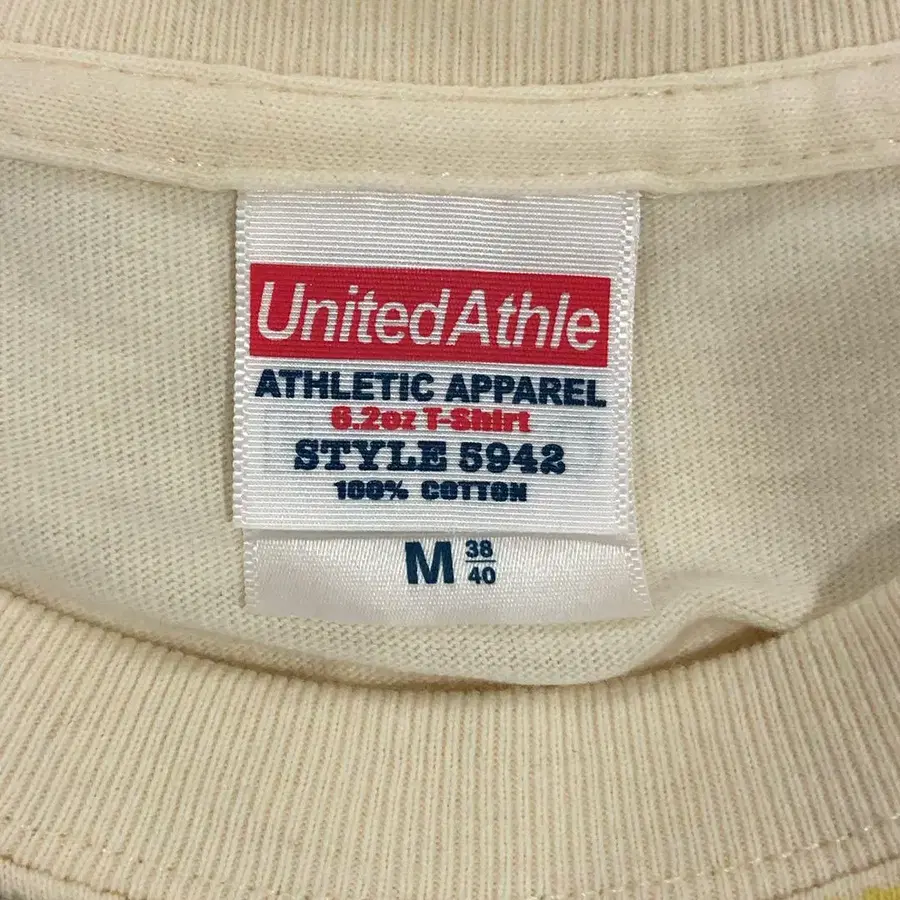 UnitedAthle
ATHLETIC APPAREL
6.2oz T-Shirt
STYLE 5942
100% COTTON
M 38/40